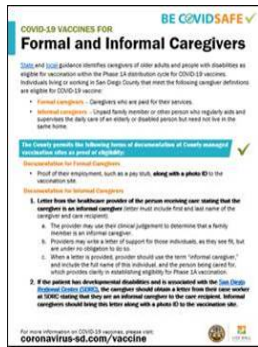 BE COVIDSAFE
COVID-19 VACCINES FOR
Formal and Informal Caregivers
State and local guidance identifies caregivers of older adults and people with disabilities as
eligible for vaccination within the Phase 1A distribution cycle for COVID-19 vaccines.
Individuals living or working in San Diego County that meet the following caregiver definitions
are eligible for COVID-19 vaccine:
• Formal caregivers – Caregivers who are paid for their services.
• Informal caregivers – Unpaid family member or other person who regularly aids and
supervises the daily care of an elderly or disabled person but need not live in the
same home.
The County permits the following forms of documentation at County-managed
vaccination sites as proof of eligibility:
Documentation for Formal Caregivers
• Proof of their employment, such as a pay stub, along with a photo ID to the
vaccination site.
Documentation for Informal Caregivers
1. Letter from the healthcare provider of the person receiving care stating that the
caregiver is an informal caregiver (letter must include first and last name of the
caregiver and care recipient).
a. The provider may use their clinical judgement to determine that a family
member is an informal caregiver.
b. Providers may write a letter of support for those individuals, as they see fit, but
are under no obligation to do so.
c. When a letter is provided, provider should use the term "informal caregiver,"
and include the full name of this individual, and the person being cared for,
which provides clarity in establishing eligibility for Phase 1A vaccination.
2. If the patient has developmental disabilities and is associated with the San Diego
Regional Center (SDRC), the caregiver should obtain a letter from their case worker
at SDRC stating that they are an informal caregiver to the care recipient. Informal
caregivers should bring this letter along with a photo ID to the vaccination site.
For more information on COVID-19 vaccines, please visit:
coronavirus-sd.com/vaccine